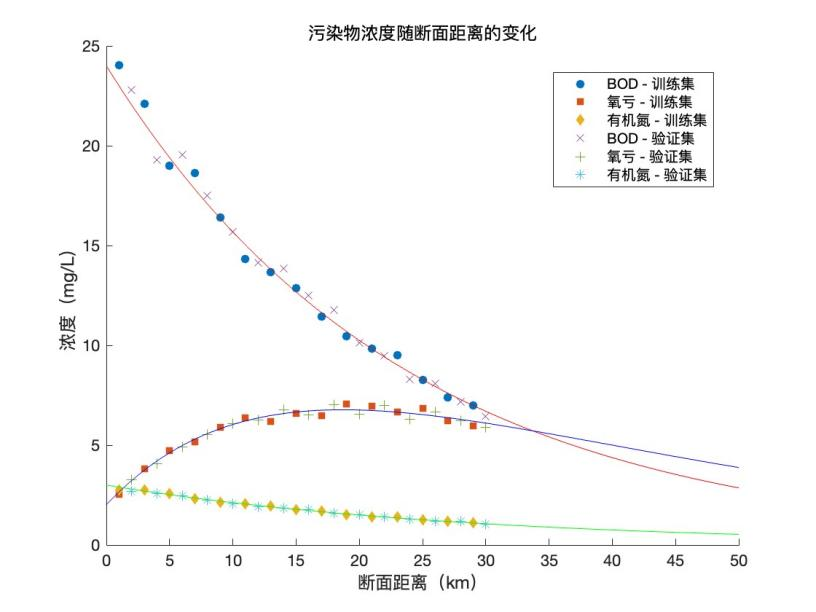 污染物浓度随断面距离的变化
25
20
15
10
5
0
浓度（mg/L）
BOD - 训练集
氧亏 - 训练集
有机氮 - 训练集
BOD - 验证集
氧亏 - 验证集
有机氮 - 验证集
0 5 10 15 20 25 30 35 40 45 50
断面距离（km）